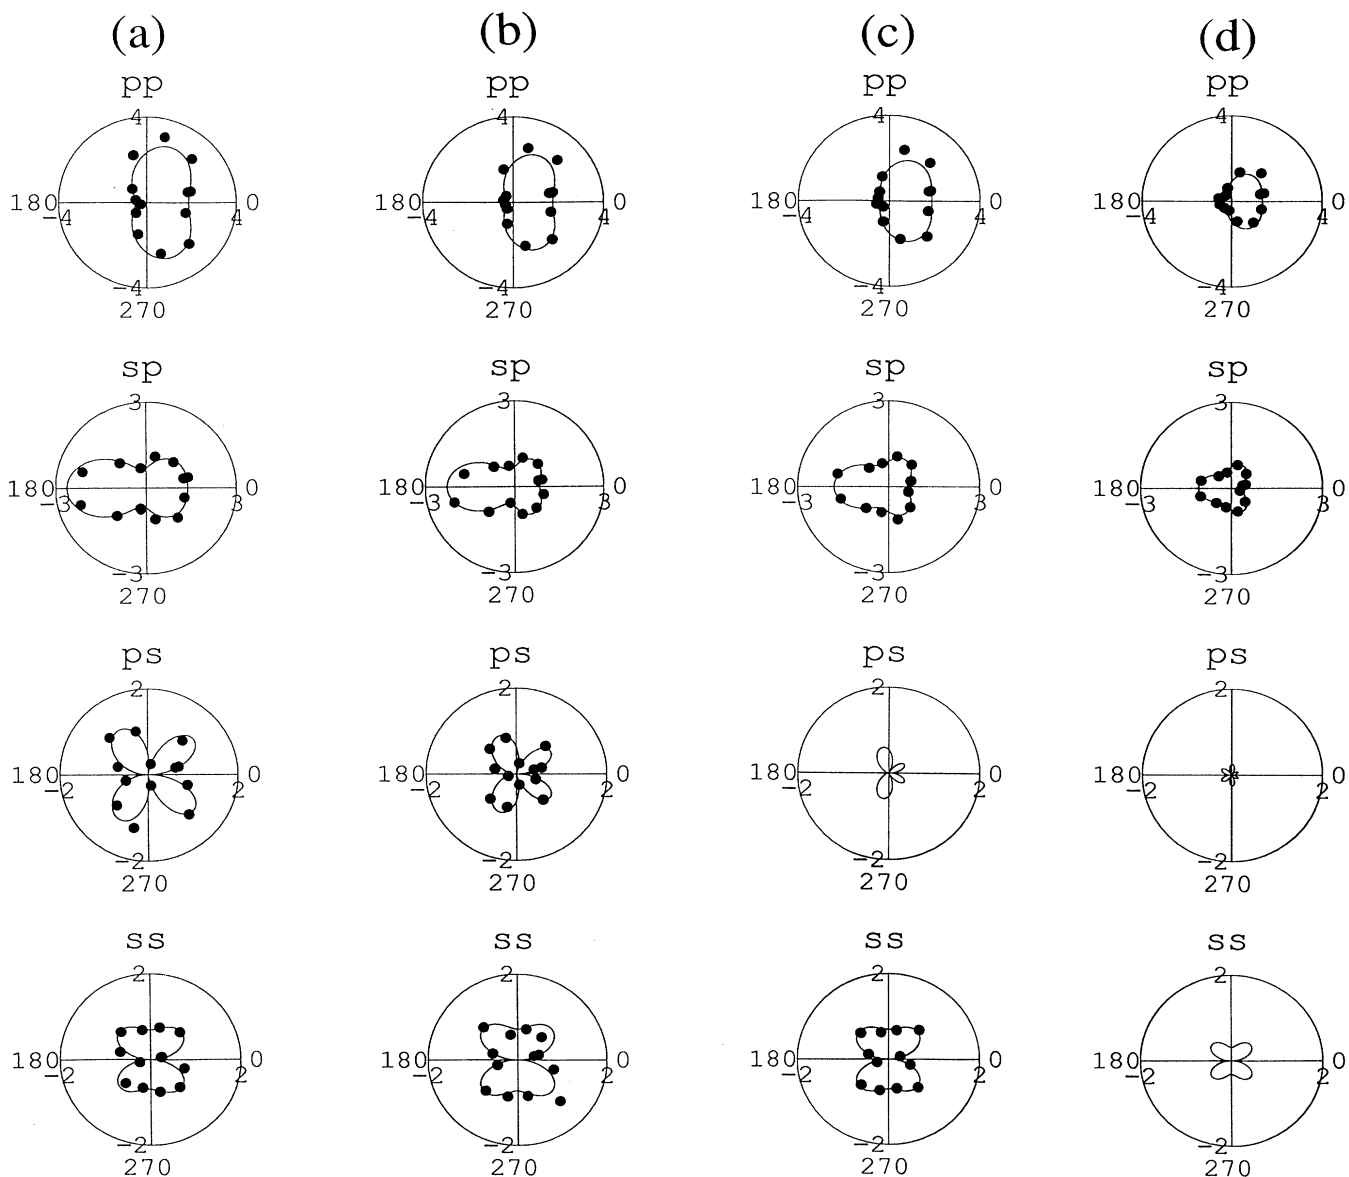 (a) (b) (c) (d)
pp pp pp pp
4 4 4 4
180 0 180 0 180 0 180 0
-4 4 -4 4 -4 4 -4 4
-4 -4 -4 -4
270 270 270 270
sp sp sp sp
3 3 3 3
180 0 180 0 180 0 180 0
-3 3 -3 3 -3 3 -3 3
-3 -3 -3 -3
270 270 270 270
ps ps ps ps
2 2 2 2
180 0 180 0 180 0 180 0
-2 2 -2 2 -2 2 -2 2
-2 -2 -2 -2
270 270 270 270
ss ss ss ss
2 2 2 2
180 0 180 0 180 0 180 0
-2 2 -2 2 -2 2 -2 2
-2 -2 -2 -2
270 270 270 270